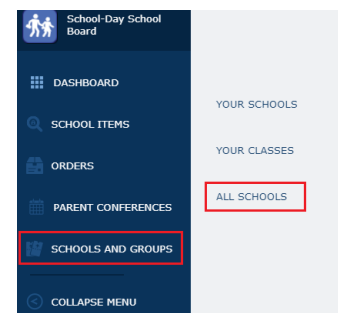 School-Day School
Board
DASHBOARD
SCHOOL ITEMS
ORDERS
PARENT CONFERENCES
SCHOOLS AND GROUPS
COLLAPSE MENU
YOUR SCHOOLS
YOUR CLASSES
ALL SCHOOLS